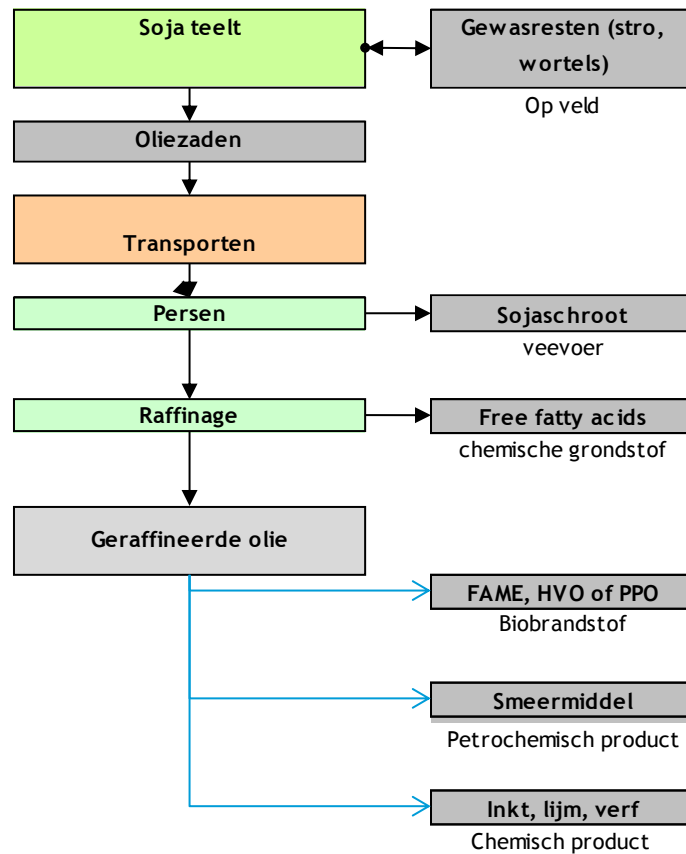 Soja teelt
Gewasresten (stro,
wortels)
Op veld
Oliezaden
Transporten
Persen
Sojaschroot
veevoer
Raffinage
Free fatty acids
chemische grondstof
Geraffineerde olie
FAME, HVO of PPO
Biobrandstof
Smeermiddel
Petrochemisch product
Inkt, lijm, verf
Chemisch product